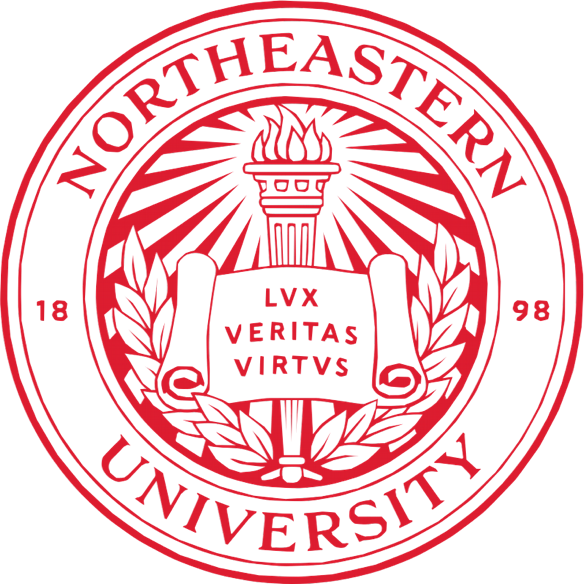 NORTHEASTERN
18 98
LVX
VERITAS
VIRTVS
UNIVERSITY